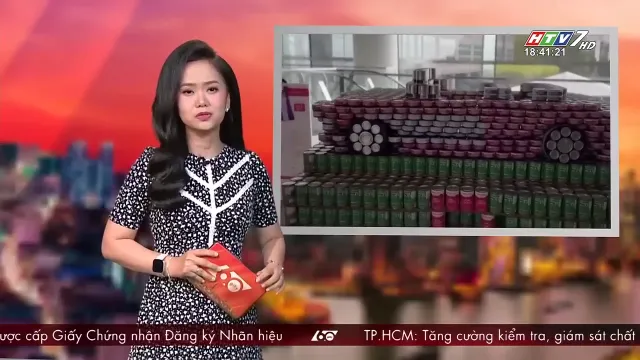 HTV7 HD
18:41:21
ược cấp Giấy Chứng nhận Đăng ký Nhãn hiệu 60 TP.HCM: Tăng cường kiểm tra, giám sát chất